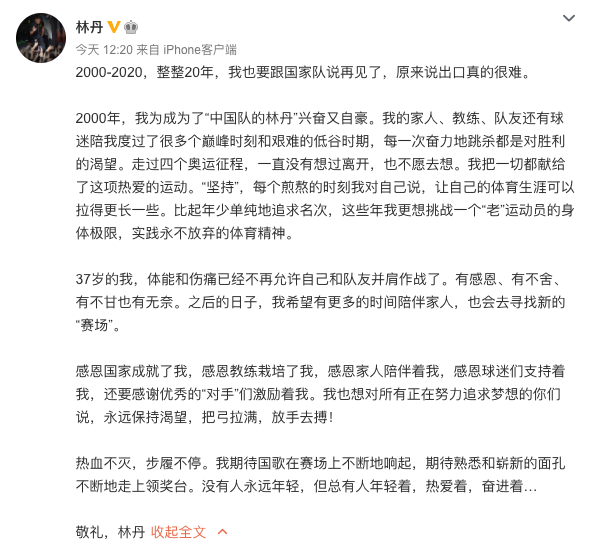 林丹
今天 12:20 来自 iPhone客户端
2000-2020，整整20年，我也要跟国家队说再见了，原来说出口真的很难。
2000年，我为成为了“中国队的林丹”兴奋又自豪。我的家人、教练、队友还有球
迷陪我度过了很多个巅峰时刻和艰难的低谷时期，每一次奋力地跳杀都是对胜利
的渴望。走过四个奥运征程，一直没有想过离开，也不愿去想。我把一切都献给
了这项热爱的运动。“坚持”，每个煎熬的时刻我对自己说，让自己的体育生涯可以
拉得更长一些。比起年少单纯地追求名次，这些年我更想挑战一个“老”运动员的身
体极限，实践永不放弃的体育精神。
37岁的我，体能和伤痛已经不再允许自己和队友并肩作战了。有感恩、有不舍、
有不甘也有无奈。之后的日子，我希望有更多的时间陪伴家人，也会去寻找新的
“赛场”。
感恩国家成就了我，感恩教练栽培了我，感恩家人陪伴着我，感恩球迷们支持着
我，还要感谢优秀的“对手”们激励着我。我也想对所有正在努力追求梦想的你们
说，永远保持渴望，把弓拉满，放手去搏！
热血不灭，步履不停。我期待国歌在赛场上不断地响起，期待熟悉和崭新的面孔
不断地走上领奖台。没有人永远年轻，但总有人年轻着，热爱着，奋进着…
敬礼，林丹 收起全文